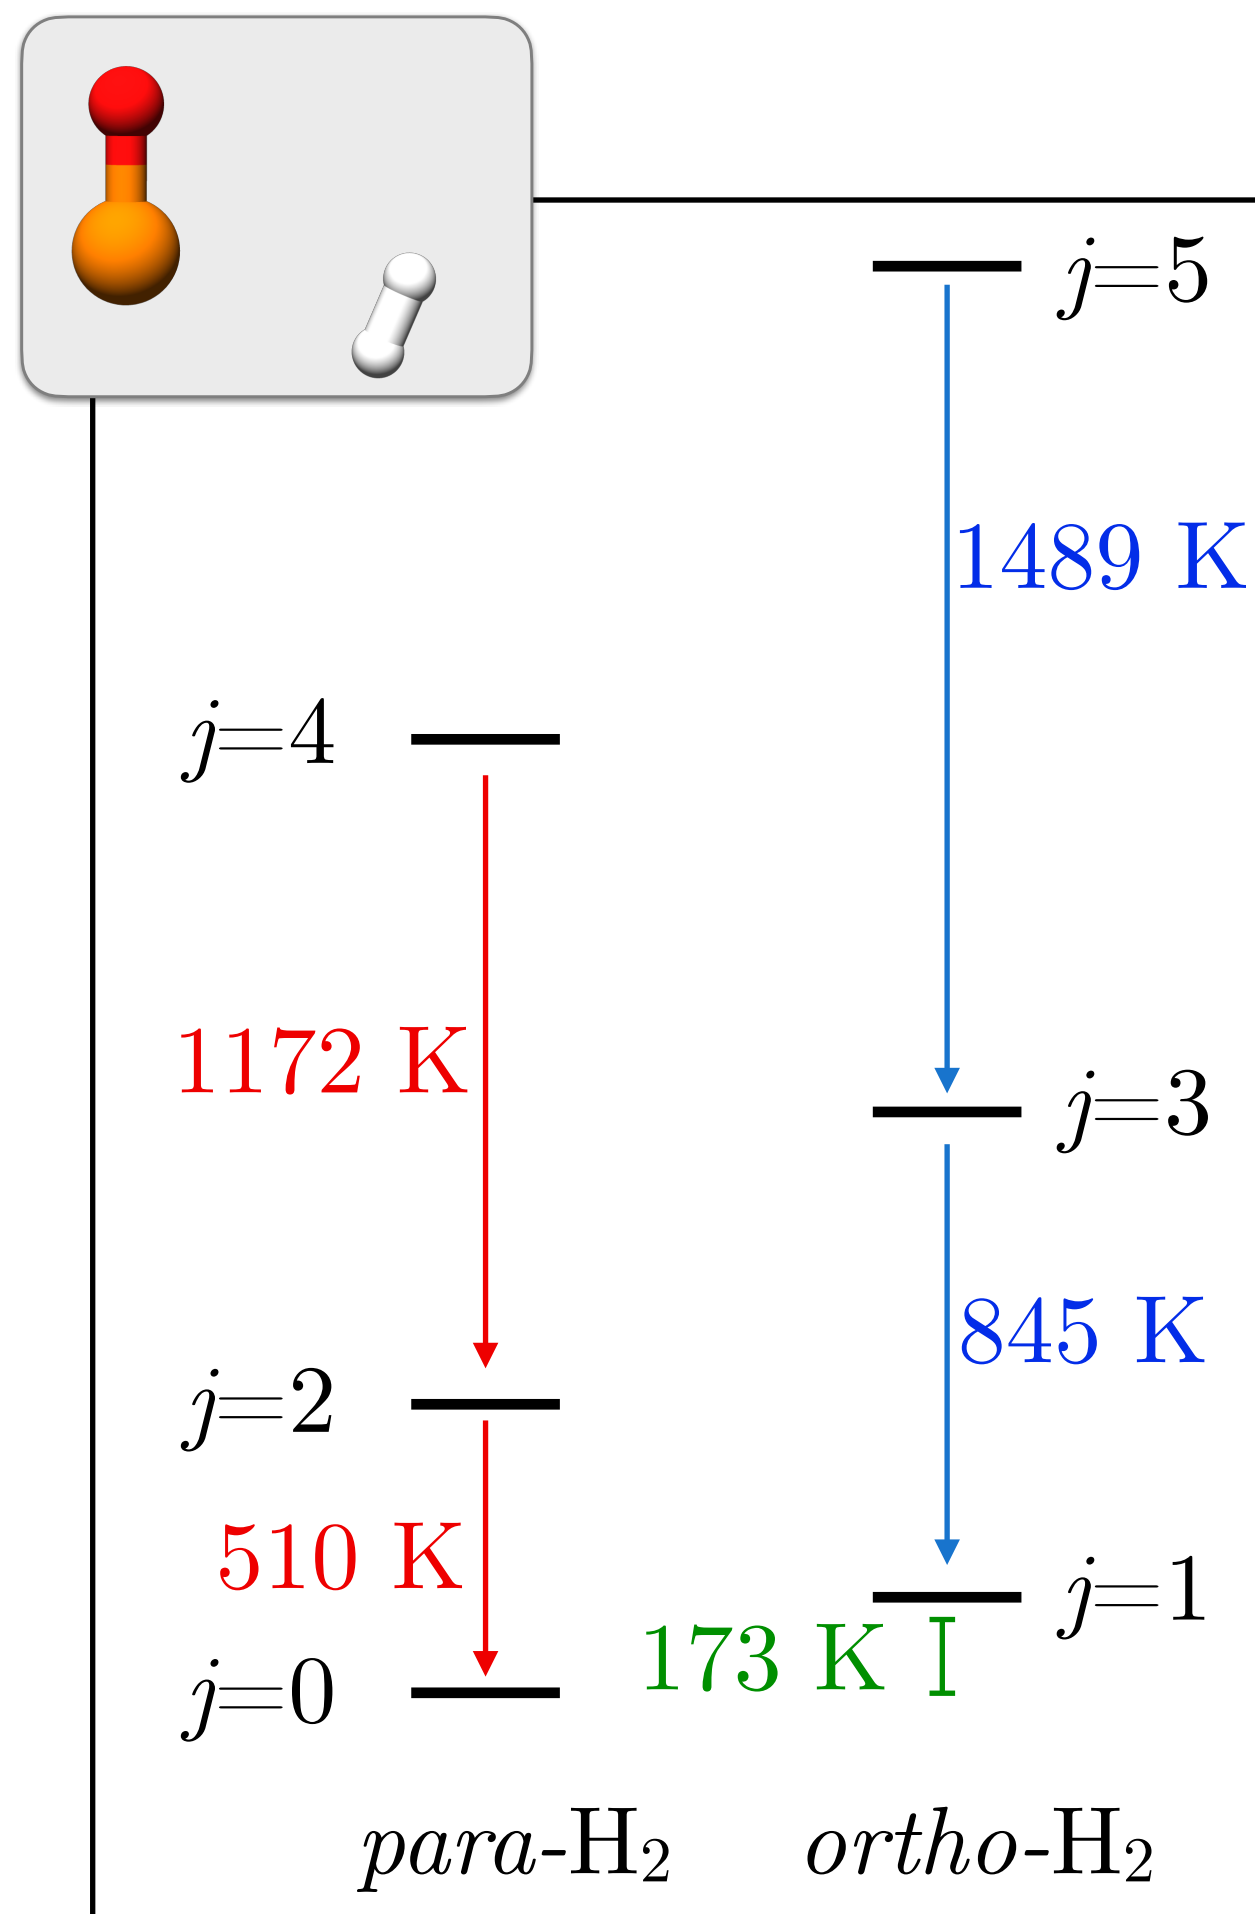 j=5
1489 K
j=4
1172 K
j=3
845 K
j=2
510 K
j=1
173 K
j=0
para-H₂
ortho-H₂